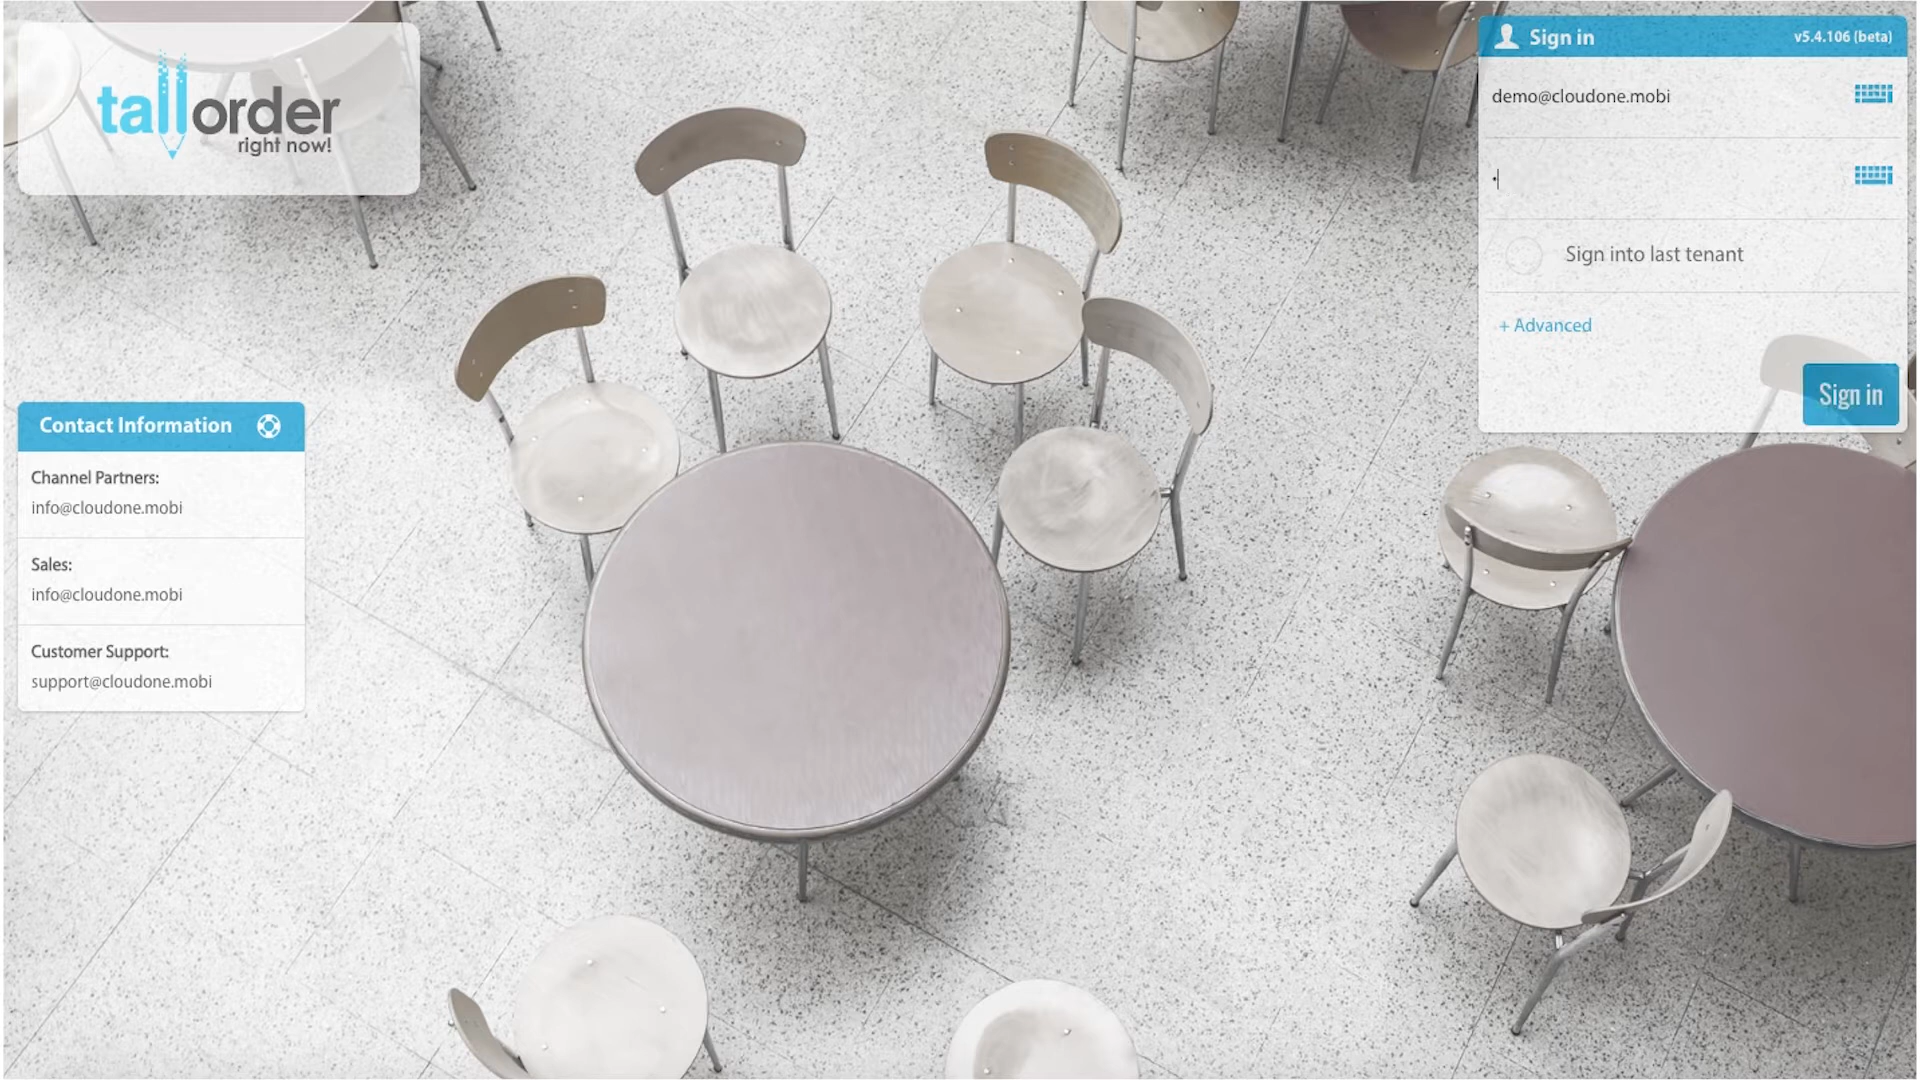 tallorder
right now!
Sign in
v5.4.106 (beta)
demo@cloudone.mobi
Sign into last tenant
+ Advanced
Sign in
Contact Information
Channel Partners:
info@cloudone.mobi
Sales:
info@cloudone.mobi
Customer Support:
support@cloudone.mobi